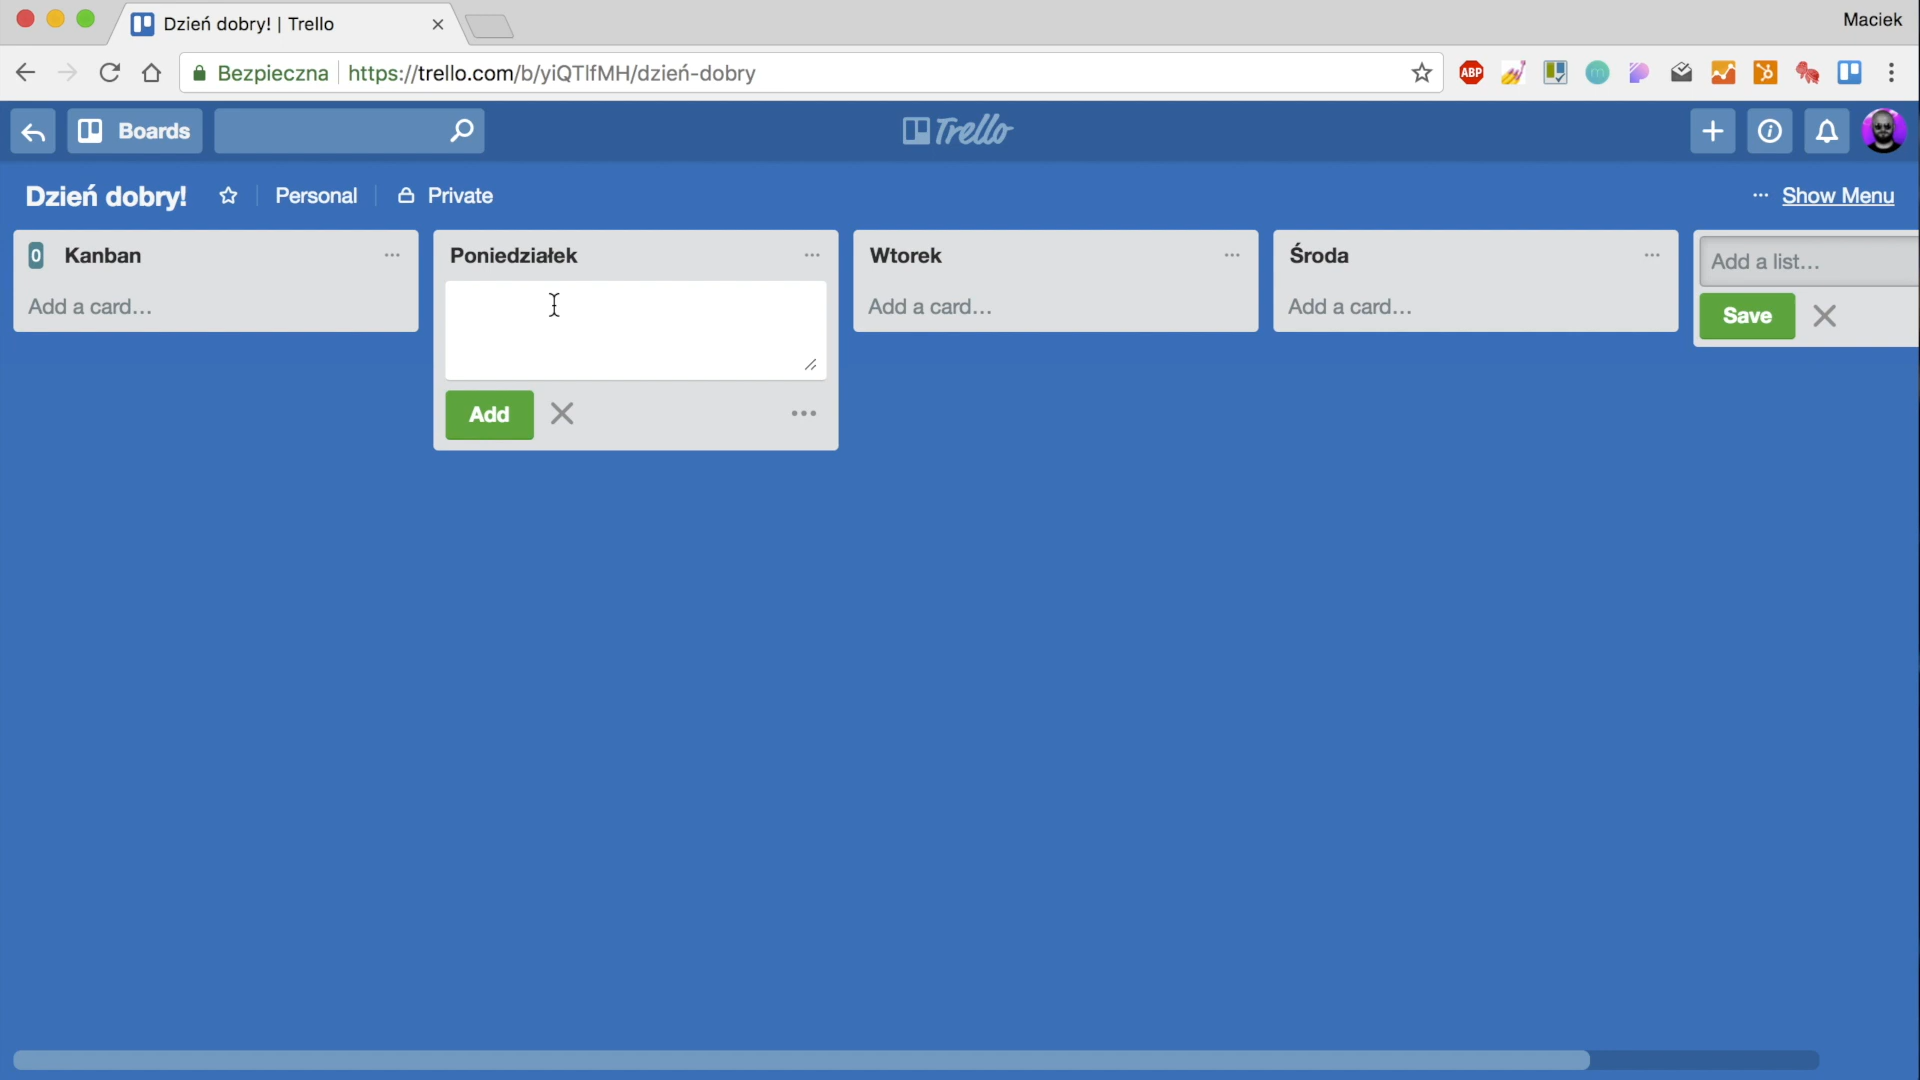 Dzień dobry! | Trello
Maciek
Bezpieczna https://trello.com/b/yiQTlfMH/dzień-dobry
ABP
Boards
Trello
Dzień dobry! Personal Private
... Show Menu
0 Kanban ...
Add a card…
Poniedziałek ...
Add
Wtorek ...
Add a card…
Środa ...
Add a card…
Add a list…
Save